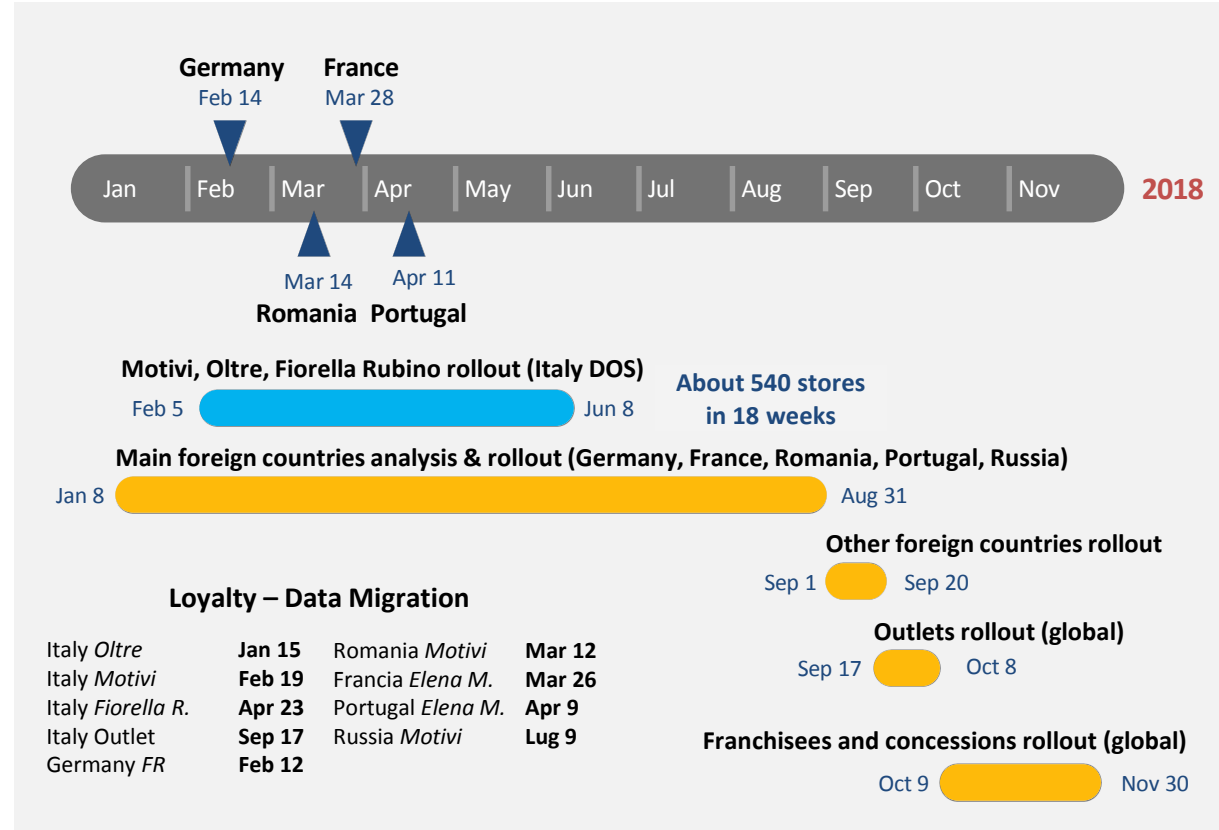 Germany France
Feb 14 Mar 28
Jan Feb Mar Apr May Jun Jul Aug Sep Oct Nov 2018
Mar 14 Apr 11
Romania Portugal
Motivi, Oltre, Fiorella Rubino rollout (Italy DOS)
Feb 5 Jun 8
About 540 stores
in 18 weeks
Main foreign countries analysis & rollout (Germany, France, Romania, Portugal, Russia)
Jan 8 Aug 31
Other foreign countries rollout
Sep 1 Sep 20
Outlets rollout (global)
Sep 17 Oct 8
Franchisees and concessions rollout (global)
Oct 9 Nov 30
Loyalty – Data Migration
Italy Oltre Jan 15
Italy Motivi Feb 19
Italy Fiorella R. Apr 23
Italy Outlet Sep 17
Germany FR Feb 12
Romania Motivi Mar 12
Francia Elena M. Mar 26
Portugal Elena M. Apr 9
Russia Motivi Lug 9